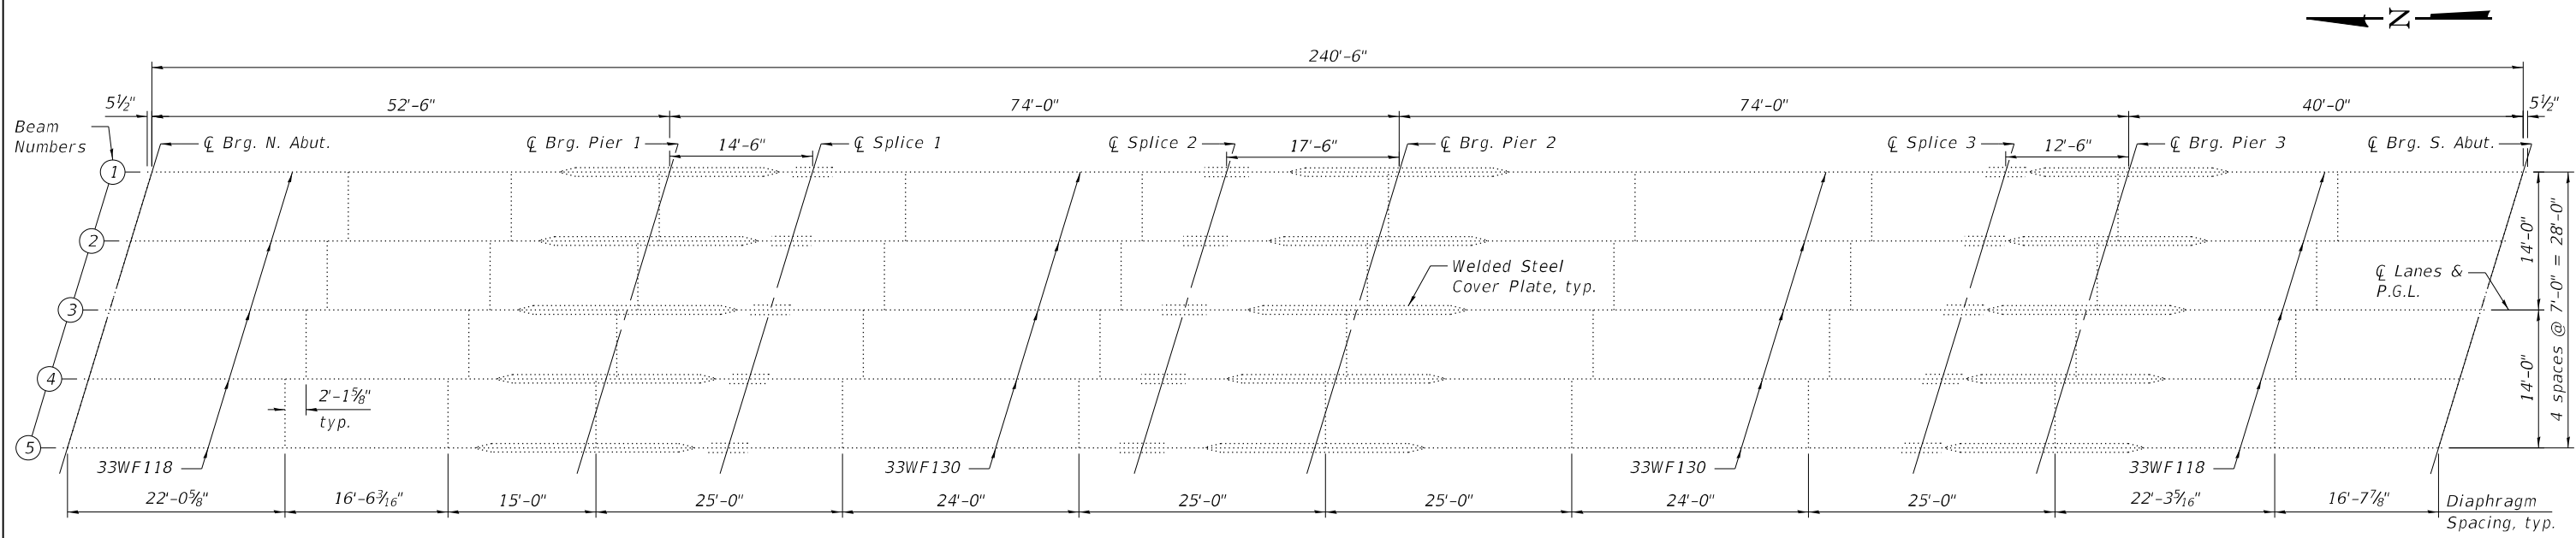 N
240'-6"
5½"
52'-6"
74'-0"
74'-0"
40'-0"
5½"
Beam
Numbers
℄ Brg. N. Abut.
℄ Brg. Pier 1
14'-6"
℄ Splice 1
℄ Splice 2
17'-6"
℄ Brg. Pier 2
℄ Splice 3
12'-6"
℄ Brg. Pier 3
℄ Brg. S. Abut.
1
2
3
4
5
Welded Steel
Cover Plate, typ.
℄ Lanes &
P.G.L.
14'-0"
14'-0"
4 spaces @ 7'-0" = 28'-0"
2'-1⅝"
typ.
33WF118
33WF130
33WF130
33WF118
22'-0⅝"
16'-6³⁄₁₆"
15'-0"
25'-0"
24'-0"
25'-0"
25'-0"
24'-0"
25'-0"
22'-3⁵⁄₁₆"
16'-7⅞"
Diaphragm
Spacing, typ.